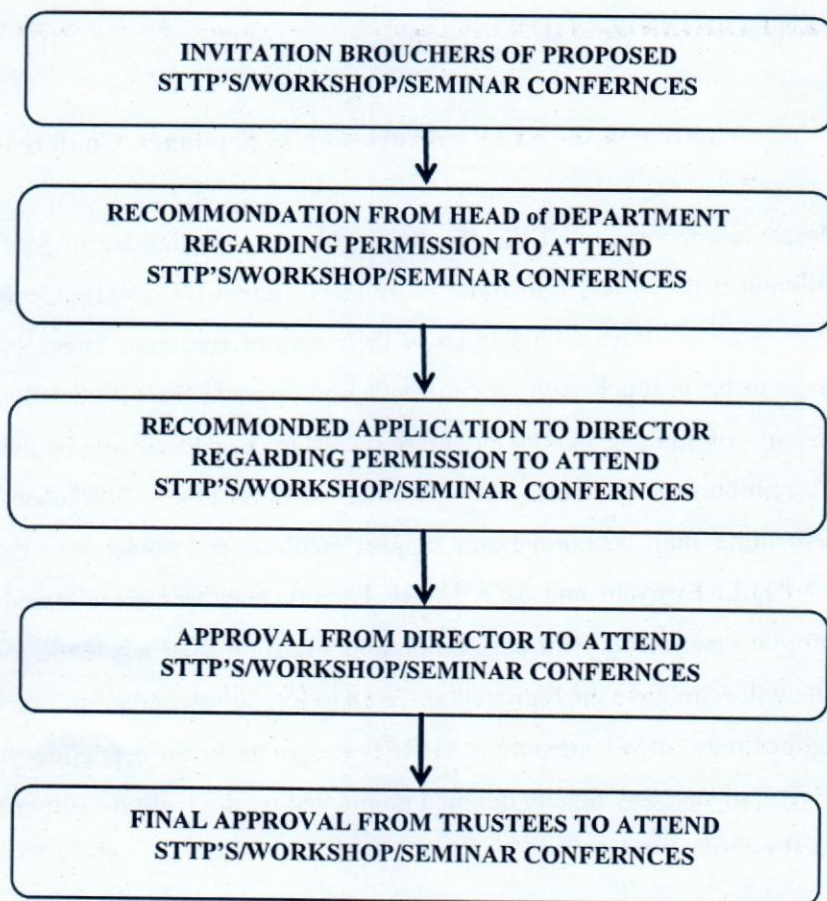 INVITATION BROUCHERS OF PROPOSED
STTP'S/WORKSHOP/SEMINAR CONFERNCES
RECOMMONDATION FROM HEAD of DEPARTMENT
REGARDING PERMISSION TO ATTEND
STTP'S/WORKSHOP/SEMINAR CONFERNCES
RECOMMONDED APPLICATION TO DIRECTOR
REGARDING PERMISSION TO ATTEND
STTP'S/WORKSHOP/SEMINAR CONFERNCES
APPROVAL FROM DIRECTOR TO ATTEND
STTP'S/WORKSHOP/SEMINAR CONFERNCES
FINAL APPROVAL FROM TRUSTEES TO ATTEND
STTP'S/WORKSHOP/SEMINAR CONFERNCES